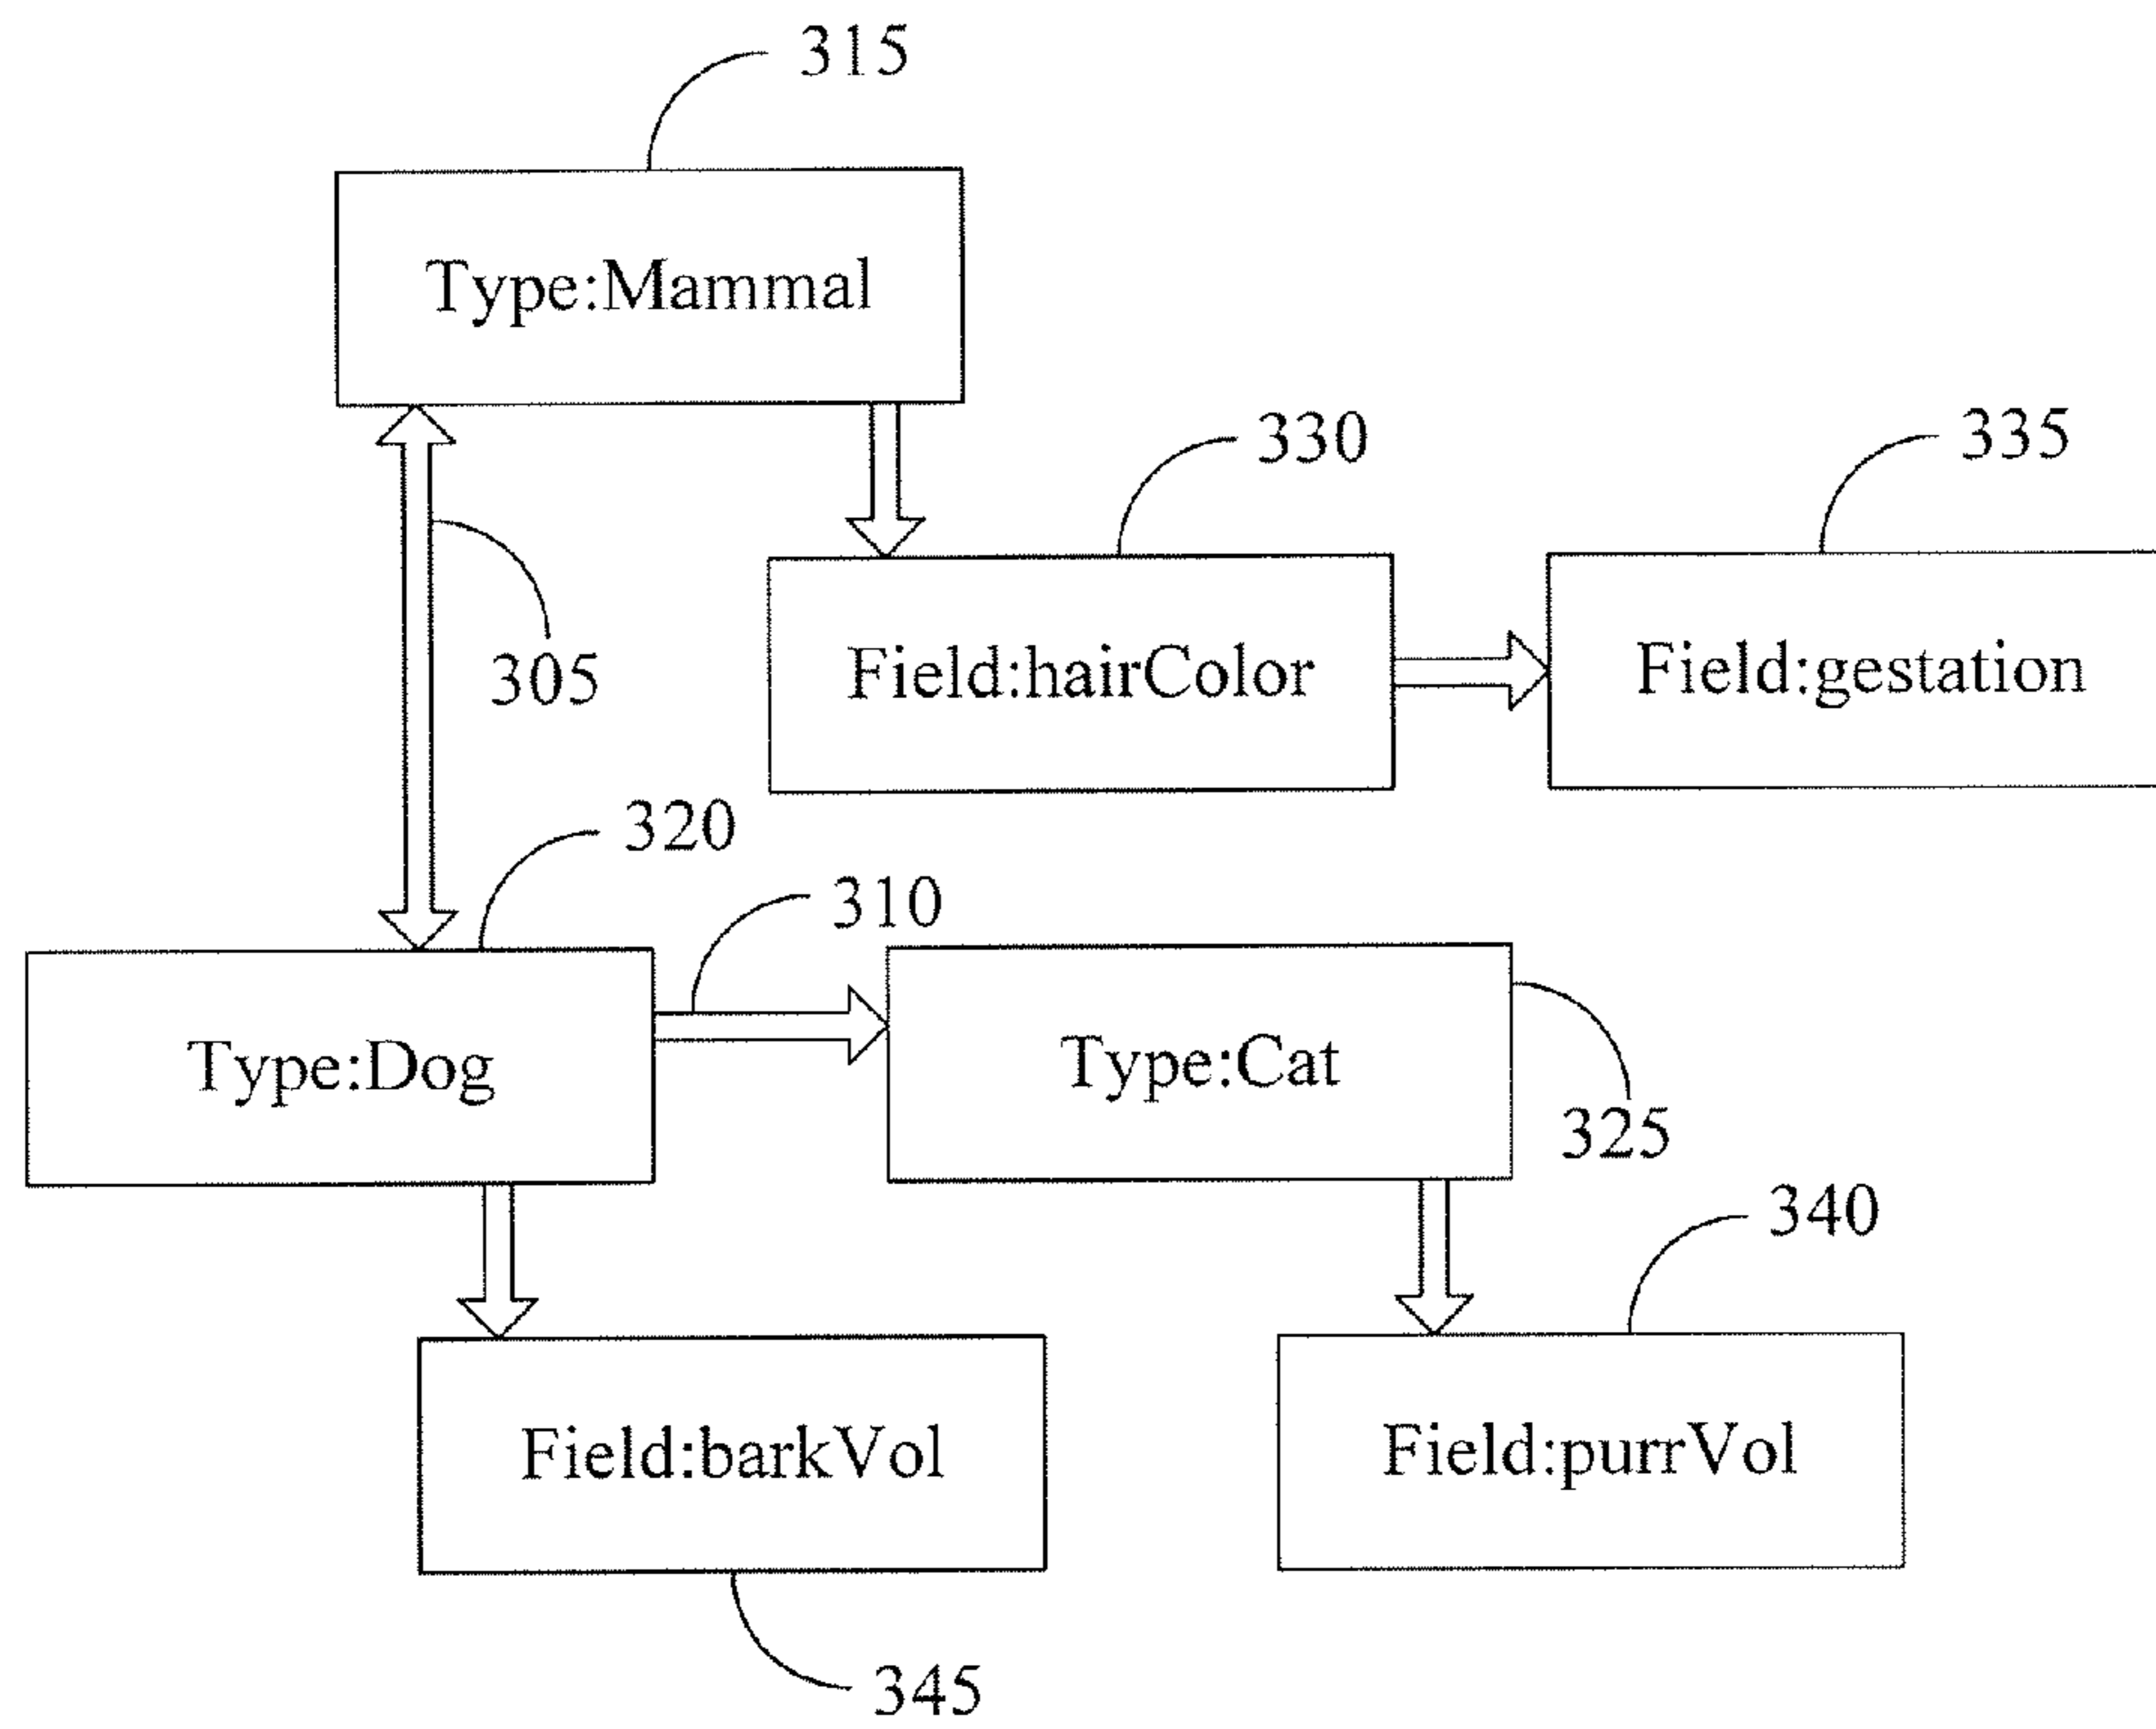 315
Type:Mammal
330
335
Field:hairColor
Field:gestation
305
320
310
Type:Dog
Type:Cat
325
340
Field:barkVol
Field:purrVol
345